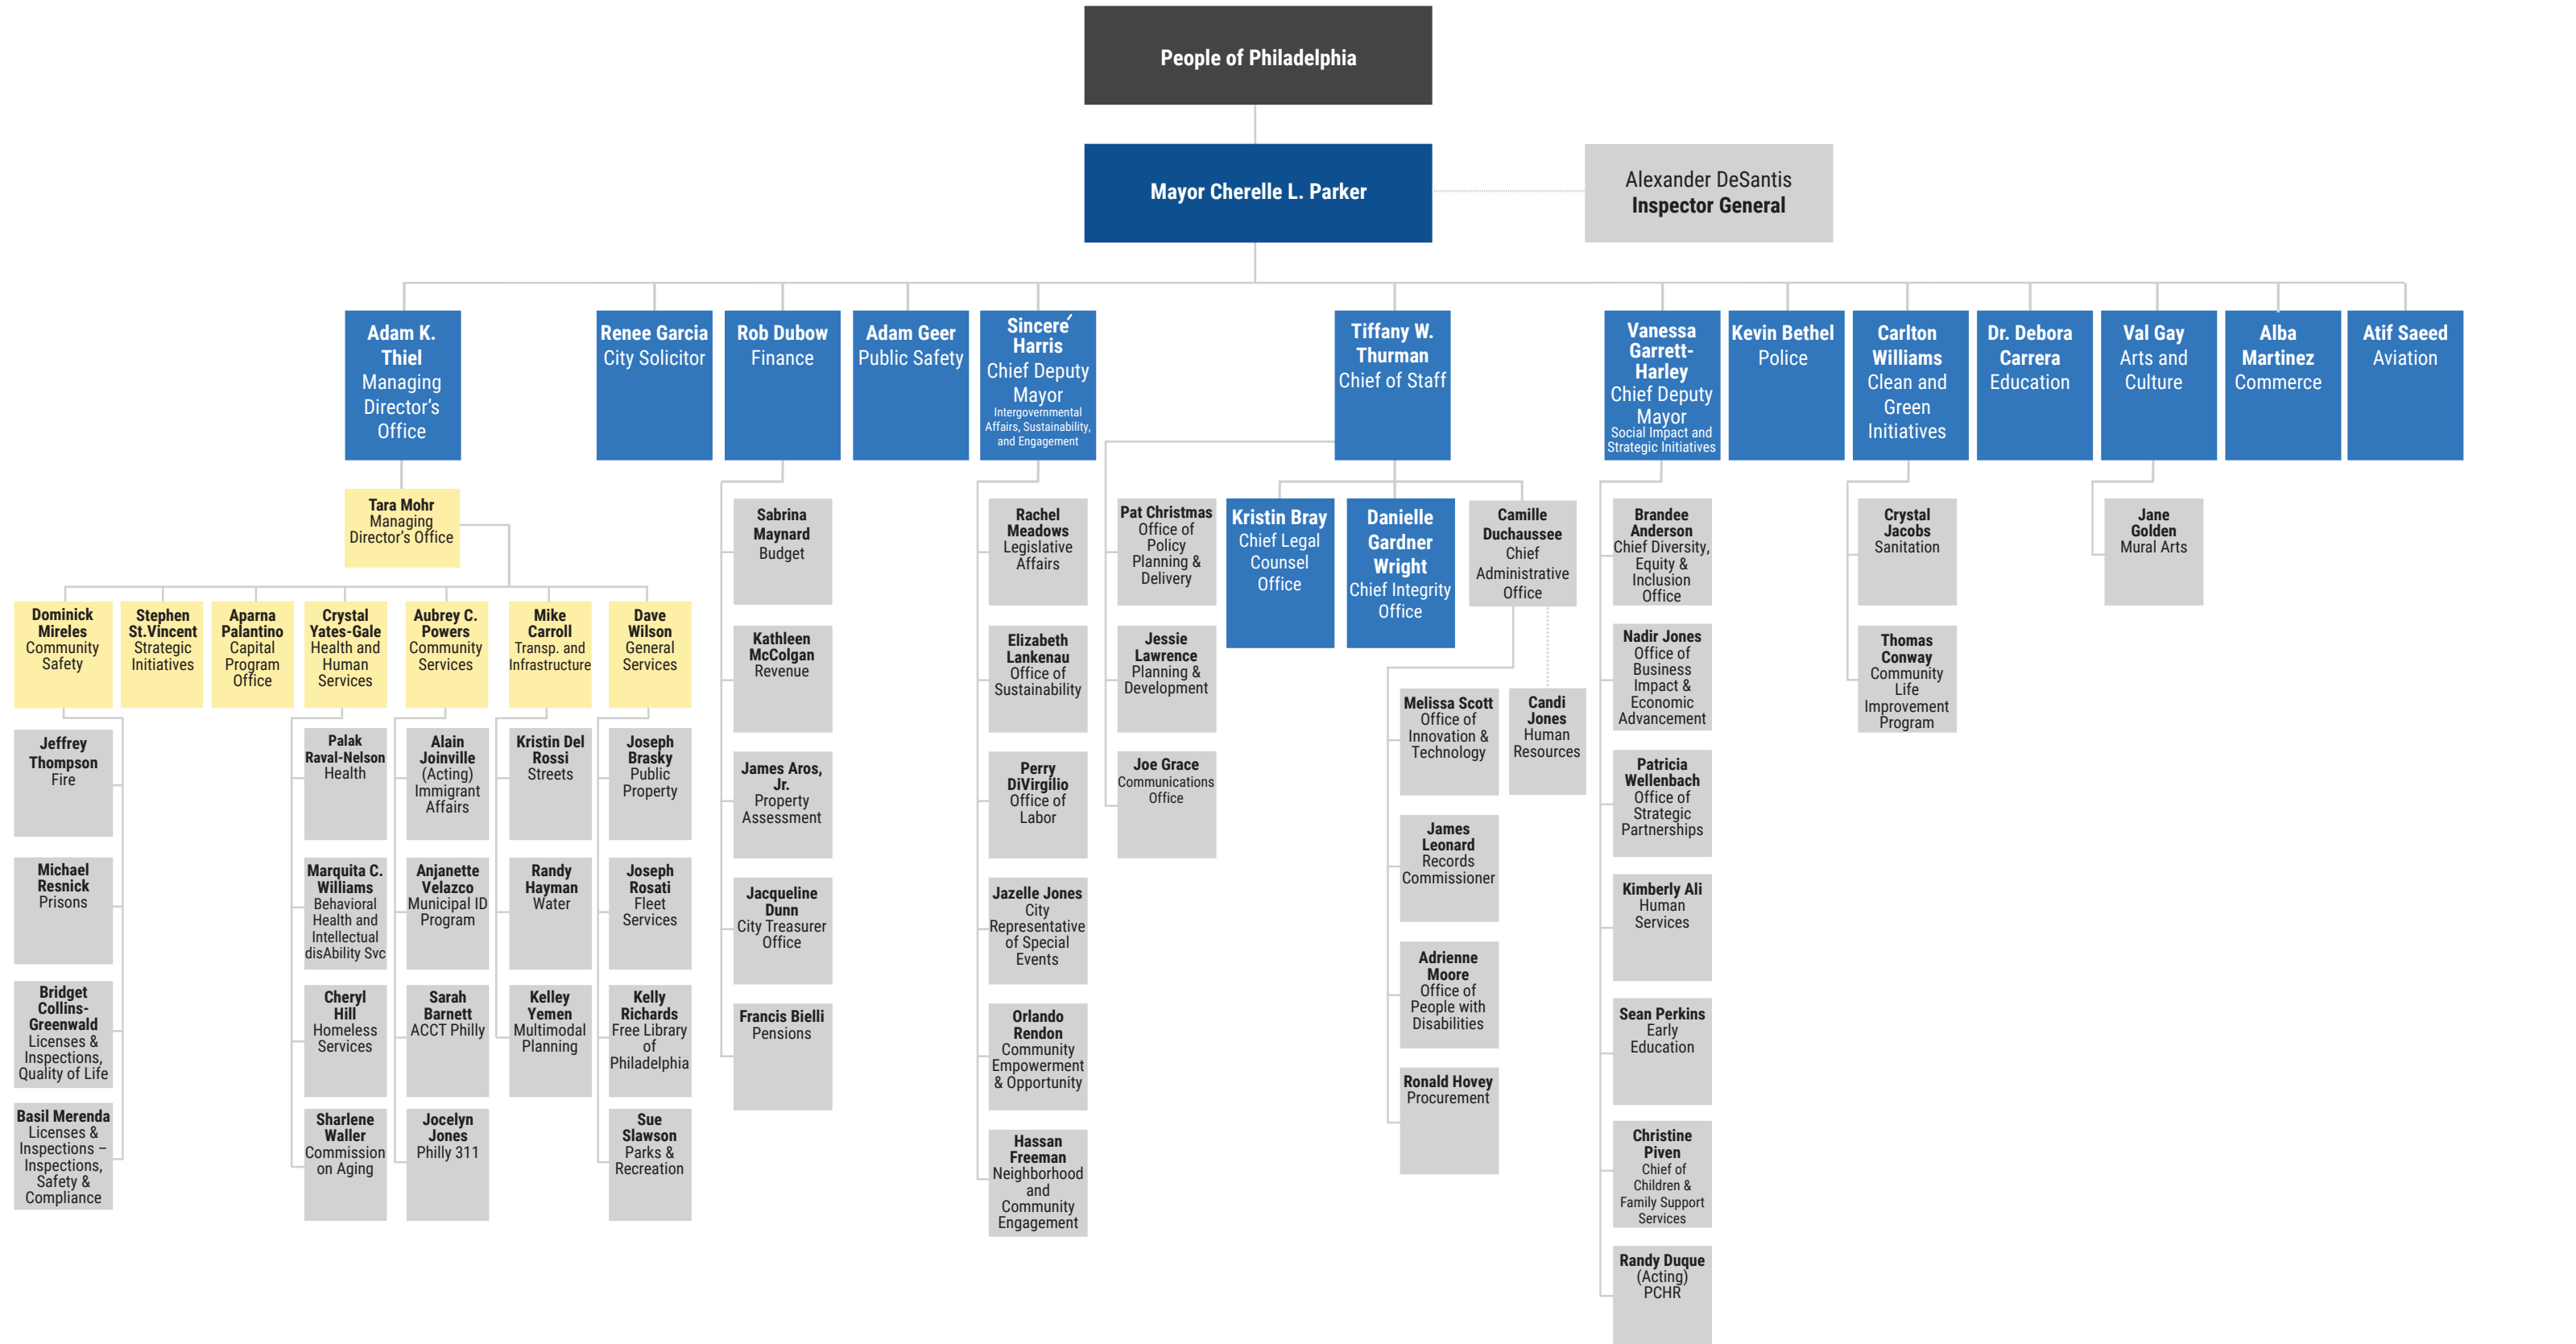 People of Philadelphia
Mayor Cherelle L. Parker
Alexander DeSantis
Inspector General
Adam K.
Thiel
Managing
Director's
Office
Renee Garcia
City Solicitor
Rob Dubow
Finance
Adam Geer
Public Safety
Sinceré
Harris
Chief Deputy
Mayor
Intergovernmental
Affairs, Sustainability,
and Engagement
Tiffany W.
Thurman
Chief of Staff
Vanessa
Garrett-
Harley
Chief Deputy
Mayor
Social Impact and
Strategic Initiatives
Kevin Bethel
Police
Carlton
Williams
Clean and
Green
Initiatives
Dr. Debora
Carrera
Education
Val Gay
Arts and
Culture
Alba
Martinez
Commerce
Atif Saeed
Aviation
Tara Mohr
Managing
Director's Office
Dominick
Mireles
Community
Safety
Stephen
St.Vincent
Strategic
Initiatives
Aparna
Palantino
Capital
Program
Office
Crystal
Yates-Gale
Health and
Human
Services
Aubrey C.
Powers
Community
Services
Mike
Carroll
Transp. and
Infrastructure
Dave
Wilson
General
Services
Jeffrey
Thompson
Fire
Michael
Resnick
Prisons
Bridget
Collins-
Greenwald
Licenses &
Inspections,
Quality of Life
Basil Merenda
Licenses &
Inspections –
Inspections,
Safety &
Compliance
Palak
Raval-Nelson
Health
Marquita C.
Williams
Behavioral
Health and
Intellectual
disAbility Svc
Cheryl
Hill
Homeless
Services
Sharlene
Waller
Commission
on Aging
Alain
Joinville
(Acting)
Immigrant
Affairs
Anjanette
Velazco
Municipal ID
Program
Sarah
Barnett
ACCT Philly
Jocelyn
Jones
Philly 311
Kristin Del
Rossi
Streets
Randy
Hayman
Water
Kelley
Yemen
Multimodal
Planning
Joseph
Brasky
Public
Property
Joseph
Rosati
Fleet
Services
Kelly
Richards
Free Library
of
Philadelphia
Sue
Slawson
Parks &
Recreation
Sabrina
Maynard
Budget
Kathleen
McColgan
Revenue
James Aros,
Jr.
Property
Assessment
Jacqueline
Dunn
City Treasurer
Office
Francis Bielli
Pensions
Rachel
Meadows
Legislative
Affairs
Elizabeth
Lankenau
Office of
Sustainability
Perry
DiVirgilio
Office of
Labor
Jazelle Jones
City
Representative
of Special
Events
Orlando
Rendon
Community
Empowerment
& Opportunity
Hassan
Freeman
Neighborhood
and
Community
Engagement
Pat Christmas
Office of
Policy
Planning &
Delivery
Jessie
Lawrence
Planning &
Development
Joe Grace
Communications
Office
Kristin Bray
Chief Legal
Counsel
Office
Danielle
Gardner
Wright
Chief Integrity
Office
Camille
Duchaussee
Chief
Administrative
Office
Melissa Scott
Office of
Innovation &
Technology
James
Leonard
Records
Commissioner
Adrienne
Moore
Office of
People with
Disabilities
Ronald Hovey
Procurement
Candi
Jones
Human
Resources
Brandee
Anderson
Chief Diversity,
Equity &
Inclusion
Office
Nadir Jones
Office of
Business
Impact &
Economic
Advancement
Patricia
Wellenbach
Office of
Strategic
Partnerships
Kimberly Ali
Human
Services
Sean Perkins
Early
Education
Christine
Piven
Chief of
Children &
Family Support
Services
Randy Duque
(Acting)
PCHR
Crystal
Jacobs
Sanitation
Thomas
Conway
Community
Life
Improvement
Program
Jane
Golden
Mural Arts